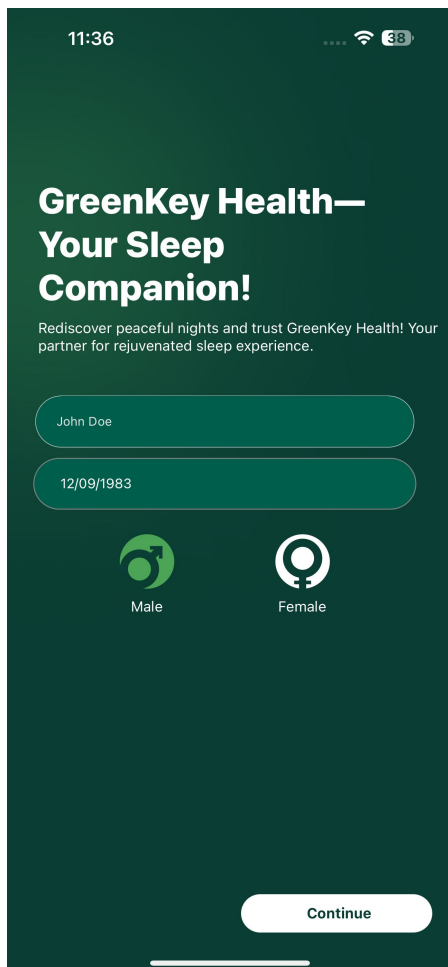 11:36
38
GreenKey Health—
Your Sleep
Companion!
Rediscover peaceful nights and trust GreenKey Health! Your
partner for rejuvenated sleep experience.
John Doe
12/09/1983
Male Female
Continue